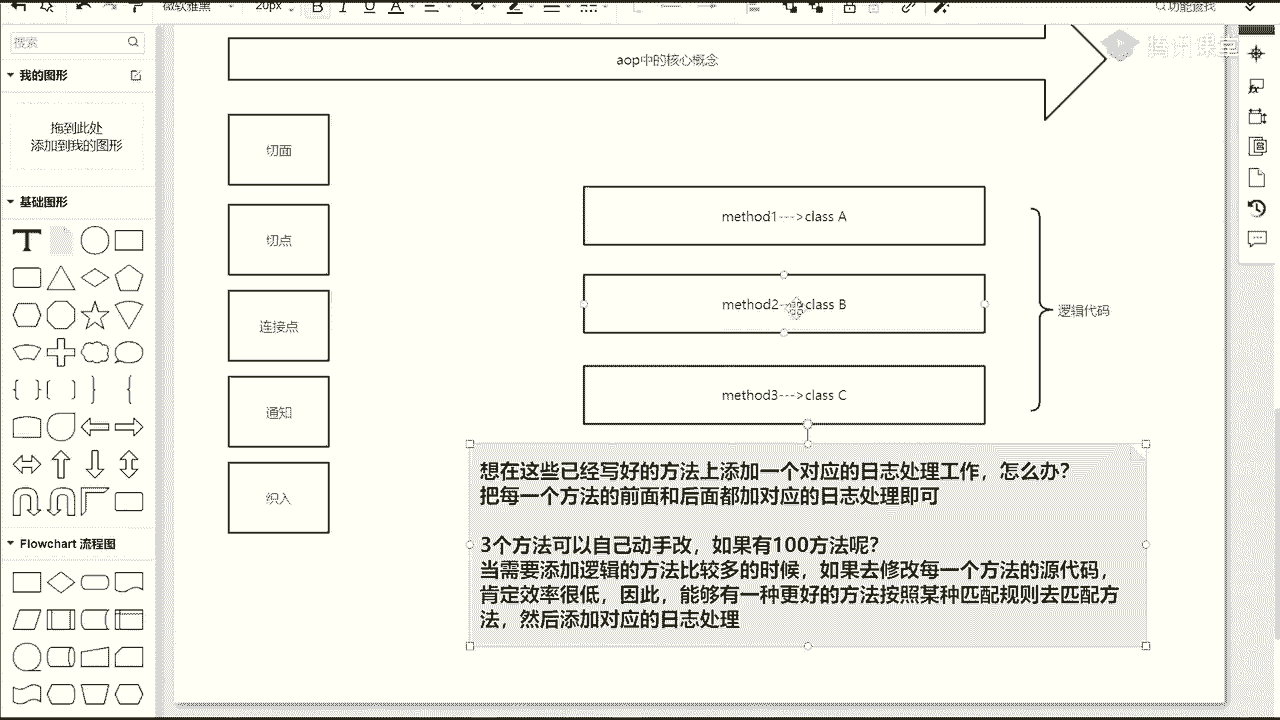 微软雅黑
20px
B I U A
功能查找
搜索
腾讯课堂
aop中的核心概念
我的图形
拖到此处
添加到我的图形
切面
基础图形
method1--->class A
T
切点
method2---class B
逻辑代码
连接点
method3--->class C
通知
想在这些已经写好的方法上添加一个对应的日志处理工作，怎么办？
把每一个方法的前面和后面都加对应的日志处理即可
织入
3个方法可以自己动手改，如果有100方法呢？
当需要添加逻辑的方法比较多的时候，如果去修改每一个方法的源代码，
肯定效率很低，因此，能够有一种更好的方法按照某种匹配规则去匹配方
法，然后添加对应的日志处理
Flowchart 流程图